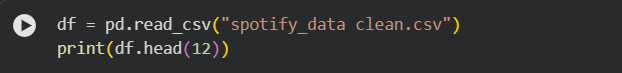 df = pd.read_csv("spotify_data clean.csv")
print(df.head(12))